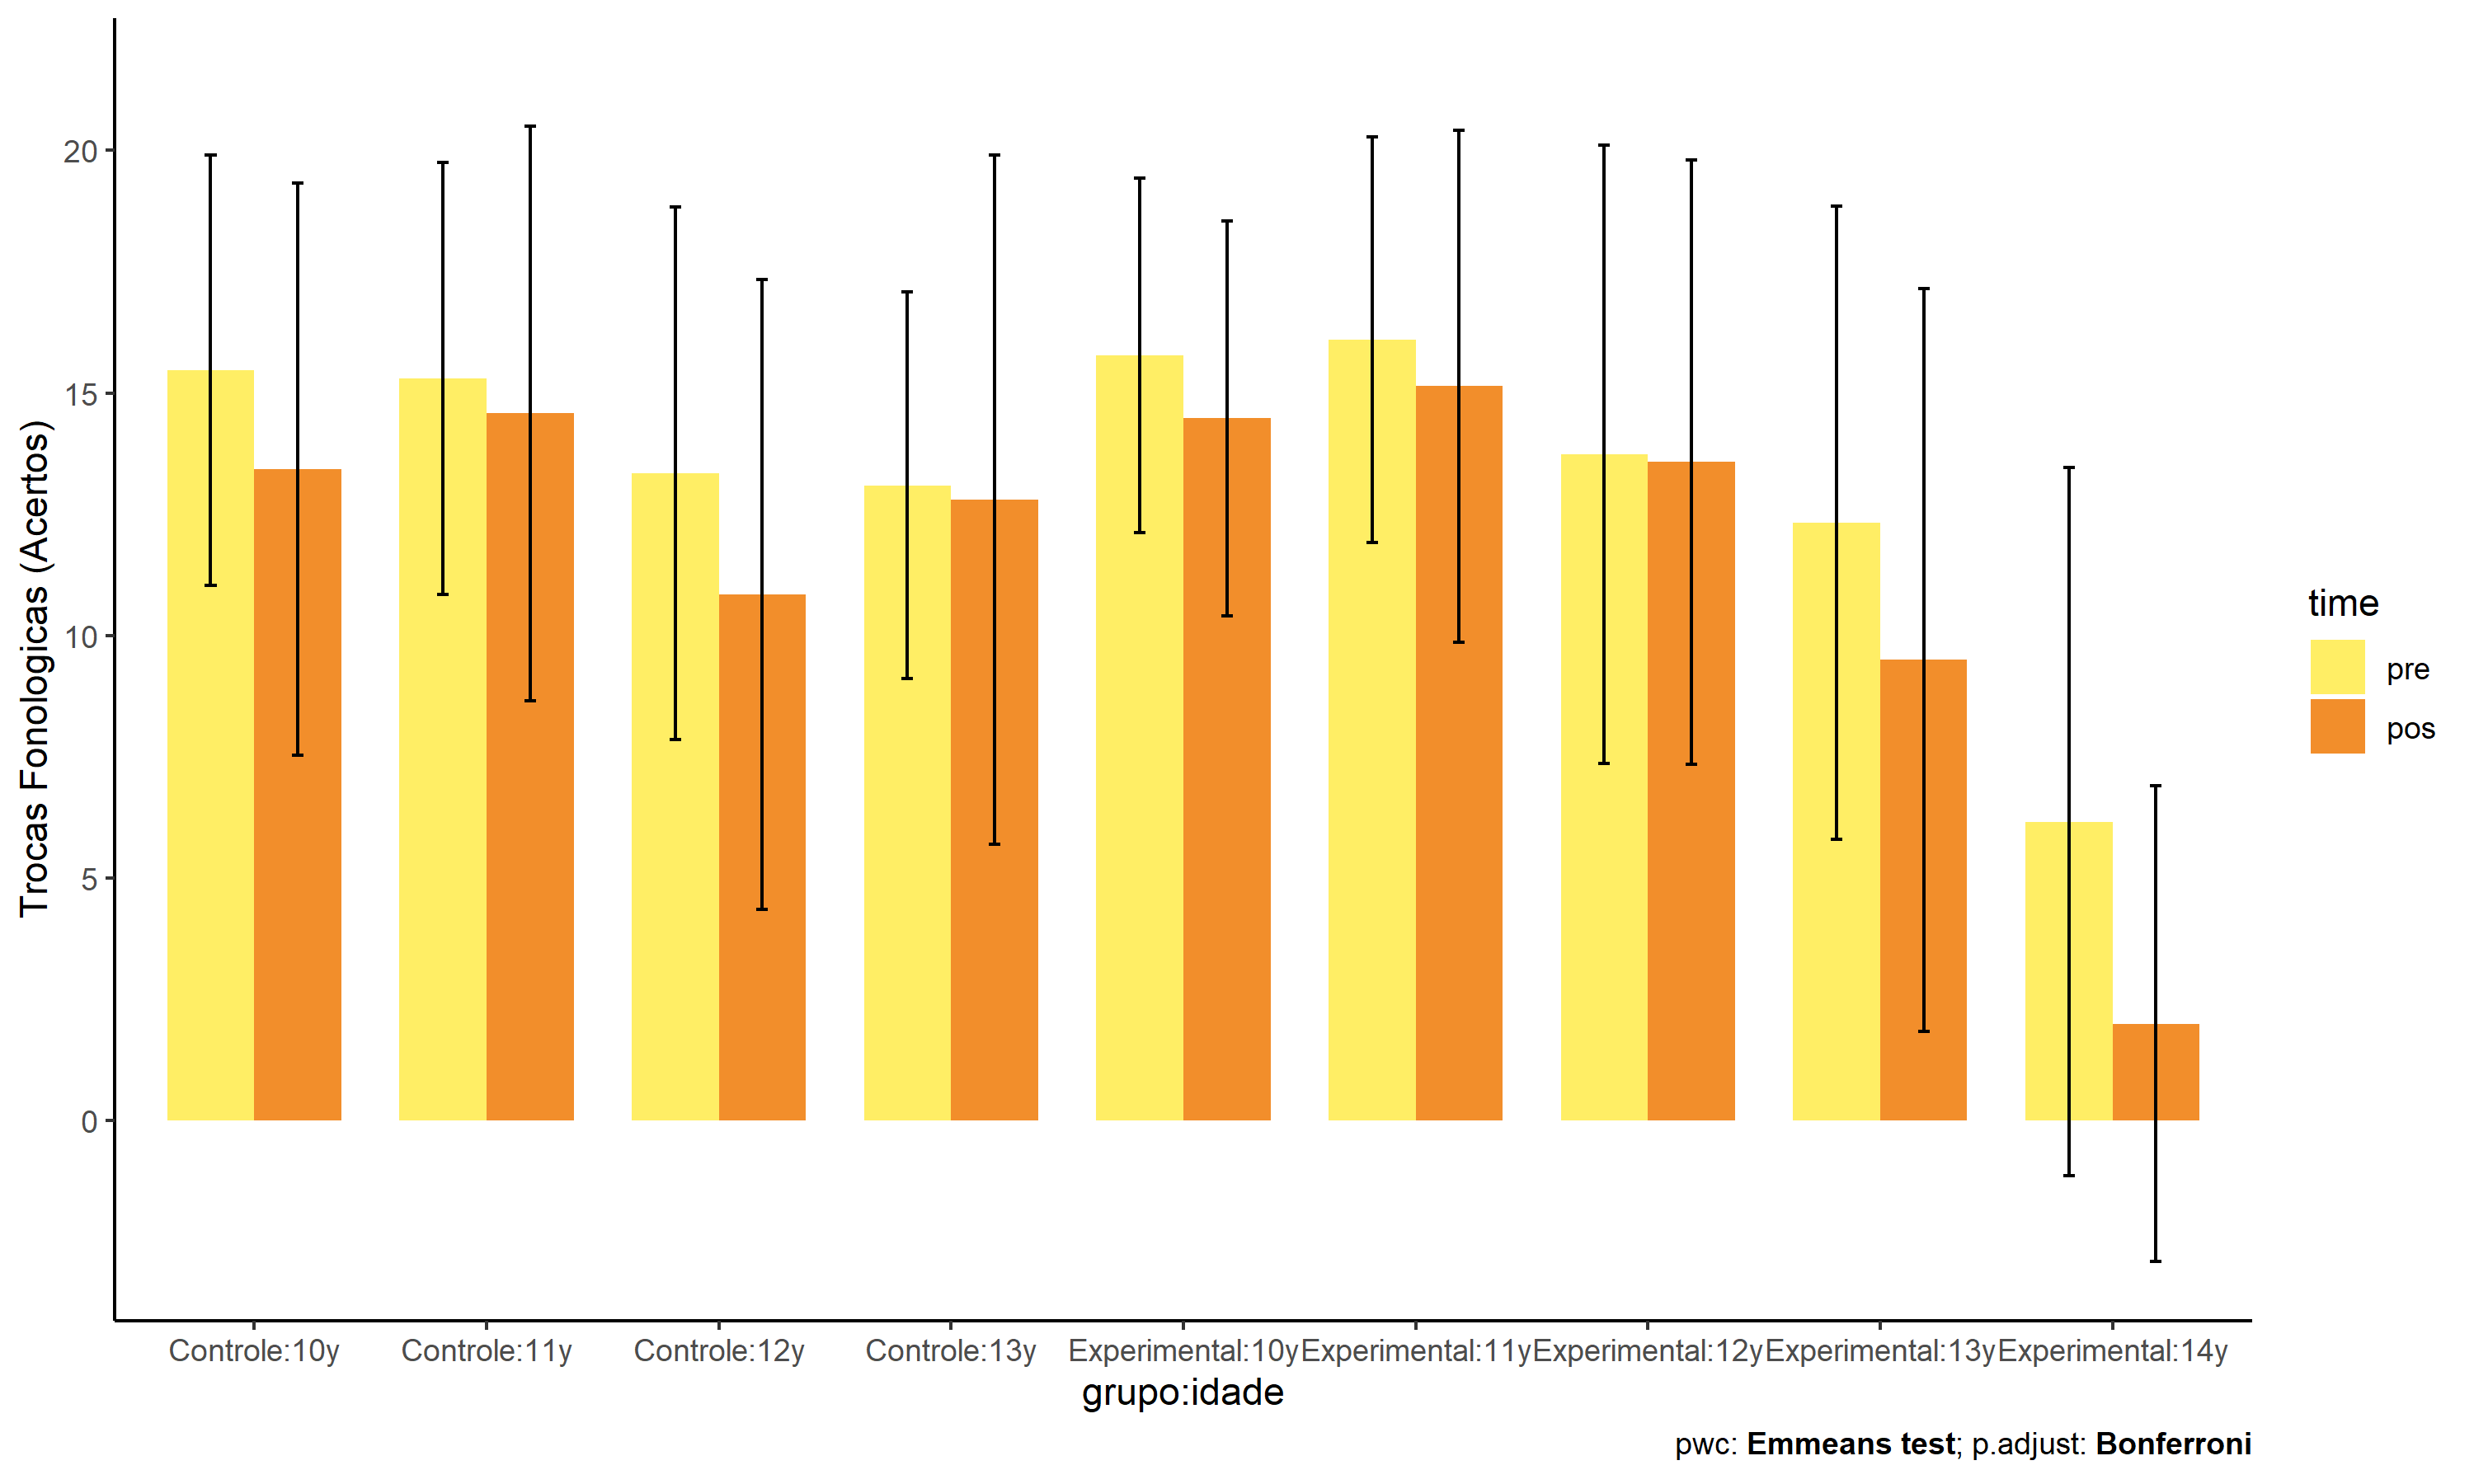 Trocas Fonologicas (Acertos)
20
15
10
5
0
Controle:10y Controle:11y Controle:12y Controle:13y Experimental:10y Experimental:11y Experimental:12y Experimental:13y Experimental:14y
grupo:idade
time
pre
pos
pwc: Emmeans test; p.adjust: Bonferroni